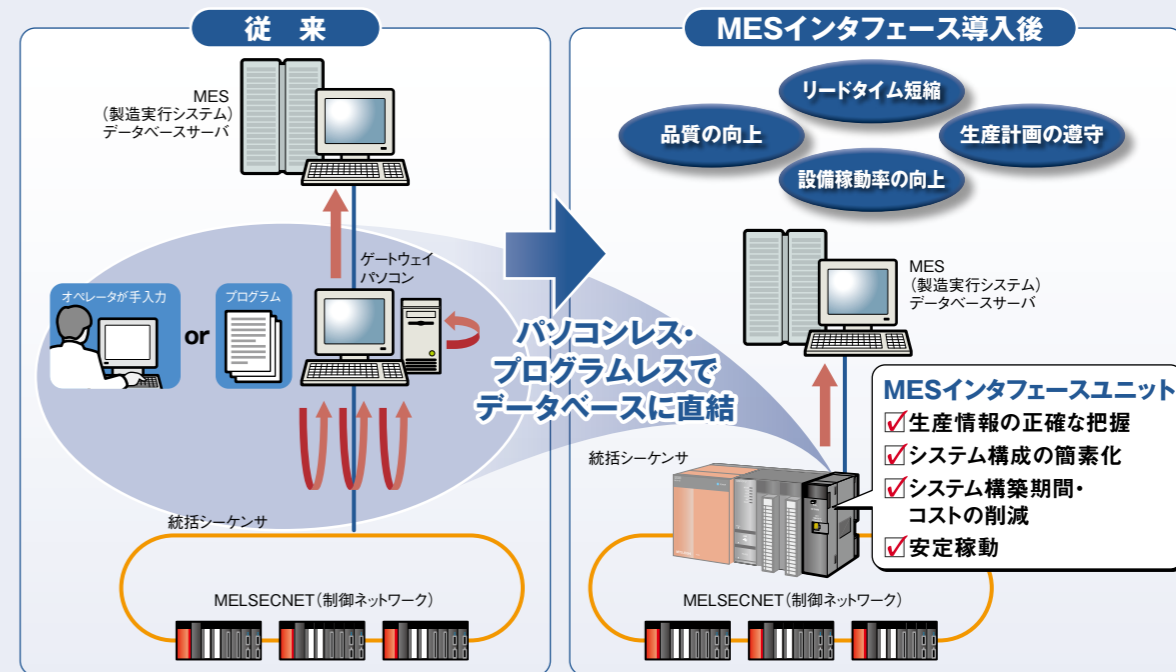 従 来
MES
（製造実行システム）
データベースサーバ
ゲートウェイ
パソコン
オペレータが手入力
or
プログラム
統括シーケンサ
MELSECNET（制御ネットワーク）
パソコンレス・
プログラムレスで
データベースに直結
MESインタフェース導入後
リードタイム短縮
品質の向上
生産計画の遵守
設備稼動率の向上
MES
（製造実行システム）
データベースサーバ
統括シーケンサ
MESインタフェースユニット
生産情報の正確な把握
システム構成の簡素化
システム構築期間・
コストの削減
安定稼動
MELSECNET（制御ネットワーク）